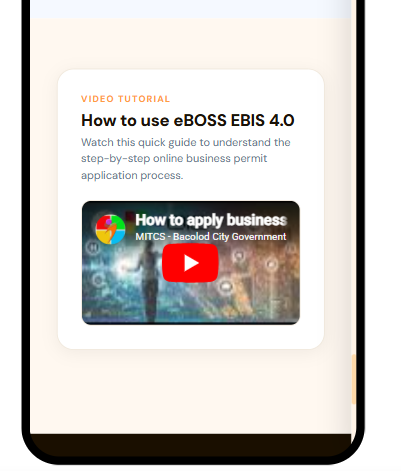 VIDEO TUTORIAL
How to use eBOSS EBIS 4.0
Watch this quick guide to understand the
step-by-step online business permit
application process.
How to apply business
MITCS - Bacolod City Government